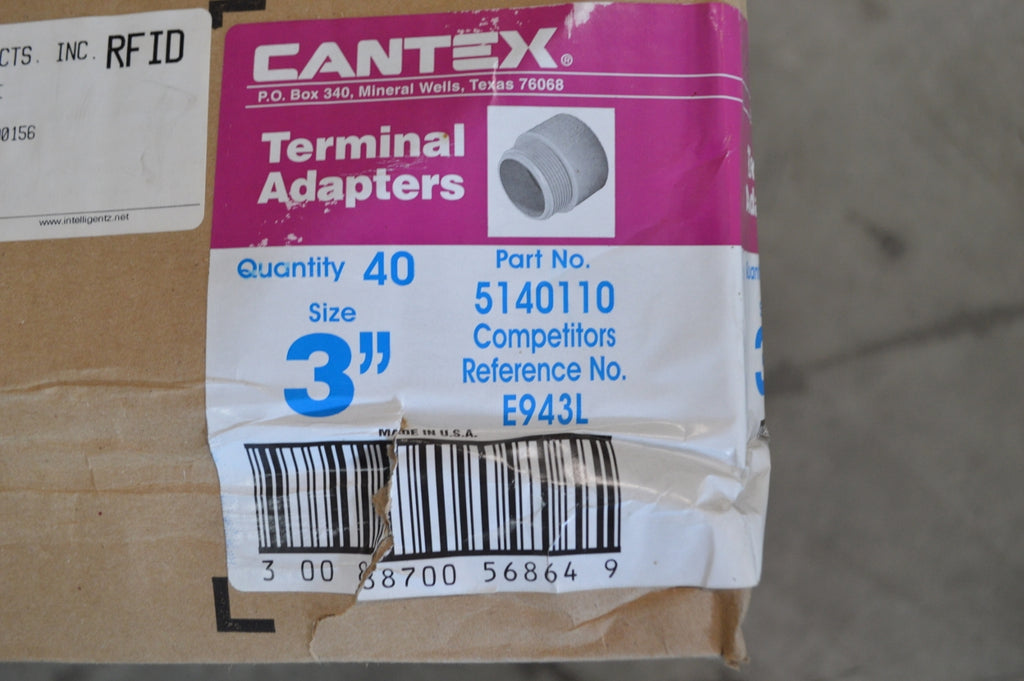 CTS. INC. RFID
0156
www.intelligentz.net
CANTEX®
P.O. Box 340, Mineral Wells, Texas 76068
Terminal
Adapters
Quantity 40
Size
3”
Part No.
5140110
Competitors
Reference No.
E943L
MADE IN U.S.A.
3 00 88700 56864 9